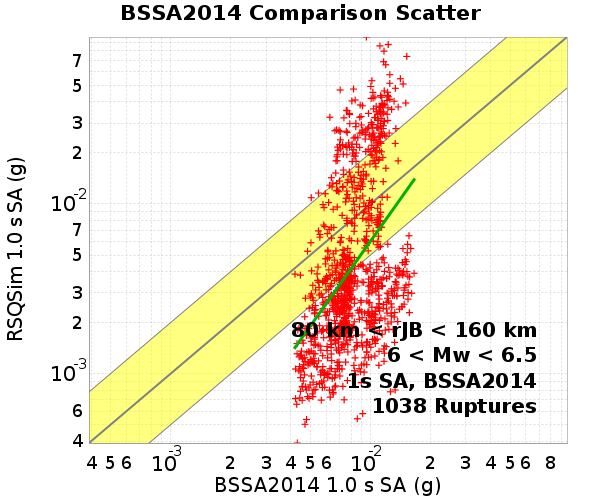 BSSA2014 Comparison Scatter
7
5
3
2
10-2
7
5
3
2
10-3
6
4
RSQSim 1.0 s SA (g)
80 km < rJB < 160 km
6 < Mw < 6.5
1s SA, BSSA2014
1038 Ruptures
4 5 6 10-3 2 3 4 5 6 10-2 2 3 4 5 6 8
BSSA2014 1.0 s SA (g)